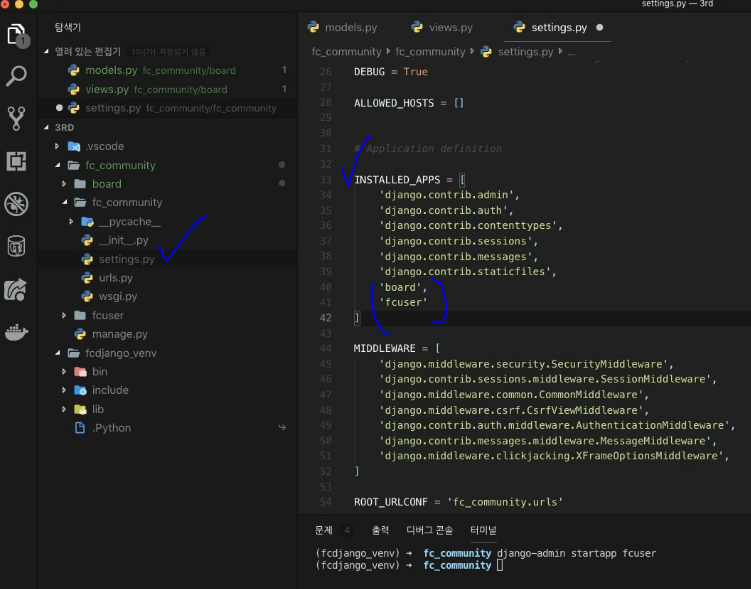 settings.py — 3rd
탐색기
열려 있는 편집기 1이(가) 저장되지 않음
models.py fc_community/board 1
views.py fc_community/board 1
settings.py fc_community/fc_community
3RD
.vscode
fc_community
board
fc_community
__pycache__
__init__.py
settings.py
urls.py
wsgi.py
fcuser
manage.py
fcdjango_venv
bin
include
lib
.Python
1
models.py
views.py
settings.py
fc_community fc_community settings.py ...
26 DEBUG = True
27
28 ALLOWED_HOSTS = []
29
30
31 # Application definition
32
33 INSTALLED_APPS = [
34 'django.contrib.admin',
35 'django.contrib.auth',
36 'django.contrib.contenttypes',
37 'django.contrib.sessions',
38 'django.contrib.messages',
39 'django.contrib.staticfiles',
40 'board',
41 'fcuser'
42 ]
43
44 MIDDLEWARE = [
45 'django.middleware.security.SecurityMiddleware',
46 'django.contrib.sessions.middleware.SessionMiddleware',
47 'django.middleware.common.CommonMiddleware',
48 'django.middleware.csrf.CsrfViewMiddleware',
49 'django.contrib.auth.middleware.AuthenticationMiddleware',
50 'django.contrib.messages.middleware.MessageMiddleware',
51 'django.middleware.clickjacking.XFrameOptionsMiddleware',
52 ]
53
54 ROOT_URLCONF = 'fc_community.urls'
문제 4 출력 디버그 콘솔 터미널
(fcdjango_venv) → fc_community django-admin startapp fcuser
(fcdjango_venv) → fc_community